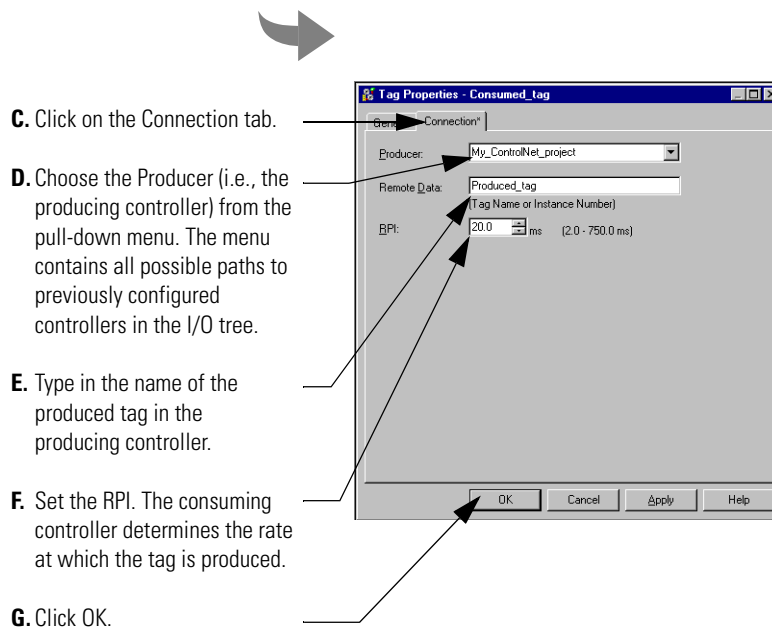 C. Click on the Connection tab.
D. Choose the Producer (i.e., the
producing controller) from the
pull-down menu. The menu
contains all possible paths to
previously configured
controllers in the I/O tree.
E. Type in the name of the
produced tag in the
producing controller.
F. Set the RPI. The consuming
controller determines the rate
at which the tag is produced.
G. Click OK.
Tag Properties - Consumed_tag
Connection*
Producer: My_ControlNet_project
Remote Data: Produced_tag
(Tag Name or Instance Number)
RPI: 20.0 ms (2.0 - 750.0 ms)
OK Cancel Apply Help